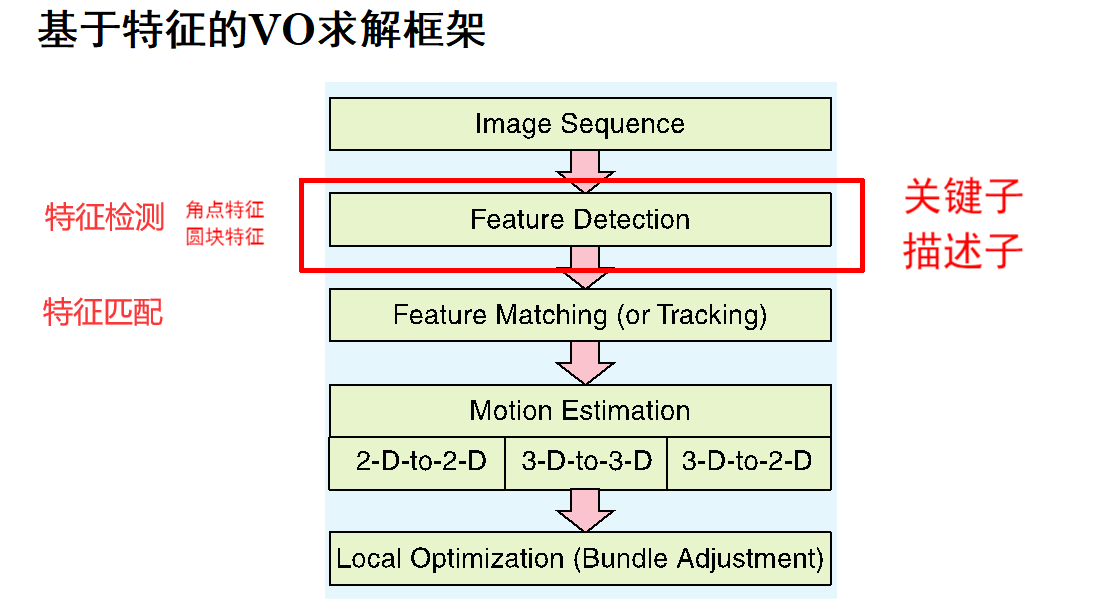 基于特征的VO求解框架
Image Sequence
特征检测
角点特征
圆块特征
Feature Detection
关键子
描述子
特征匹配
Feature Matching (or Tracking)
Motion Estimation
2-D-to-2-D
3-D-to-3-D
3-D-to-2-D
Local Optimization (Bundle Adjustment)